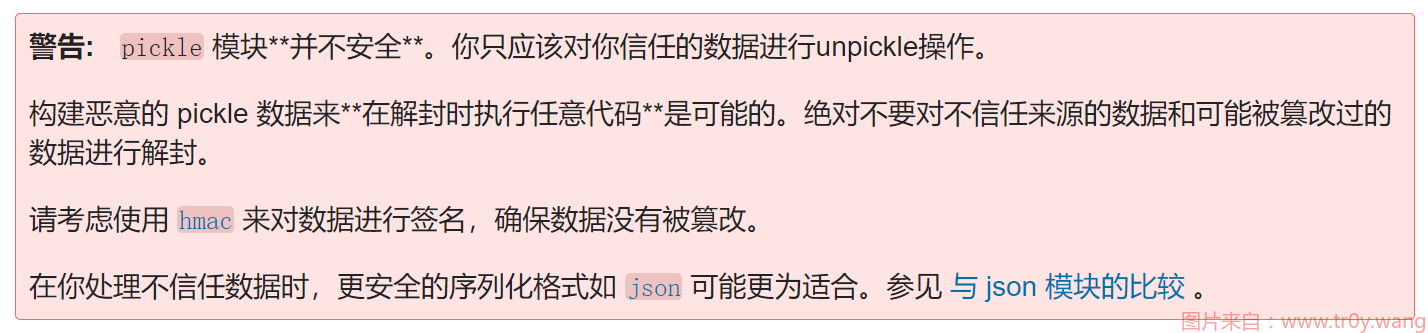 警告: pickle 模块**并不安全**。你只应该对你信任的数据进行unpickle操作。
构建恶意的 pickle 数据来**在解封时执行任意代码**是可能的。绝对不要对不信任来源的数据和可能被篡改过的
数据进行解封。
请考虑使用 hmac 来对数据进行签名，确保数据没有被篡改。
在你处理不信任数据时，更安全的序列化格式如 json 可能更为适合。参见 与 json 模块的比较 。
图片来自：www.tr0y.wang